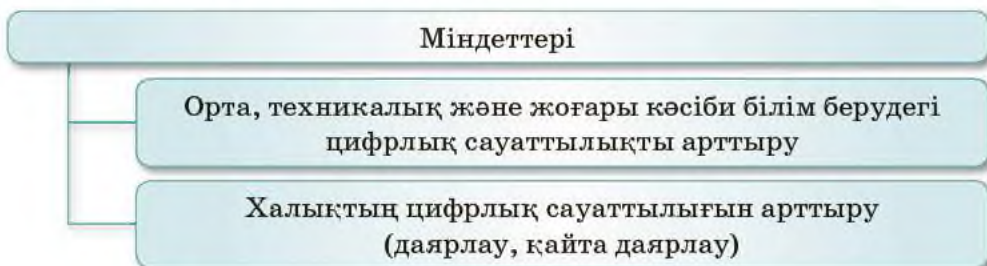 Міндеттері
Орта, техникалық және жоғары кәсіби білім берудегі
цифрлық сауаттылықты арттыру
Халықтың цифрлық сауаттылығын арттыру
(даярлау, қайта даярлау)